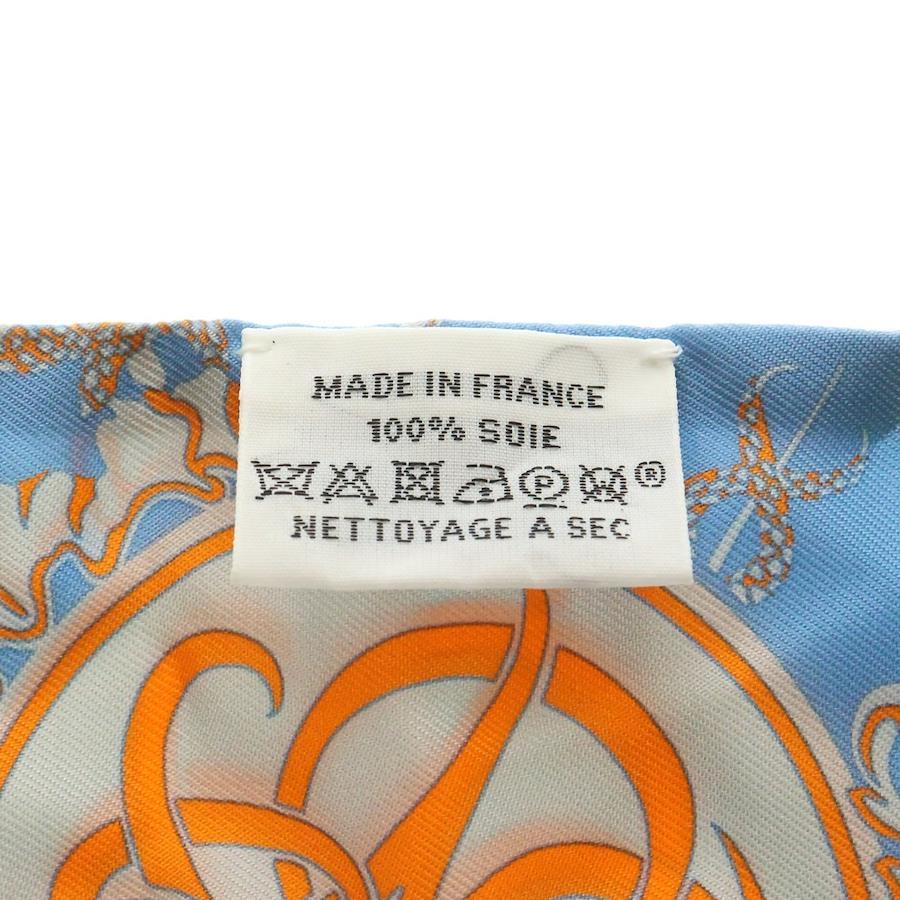 MADE IN FRANCE
100% SOIE
P ®
NETTOYAGE A SEC